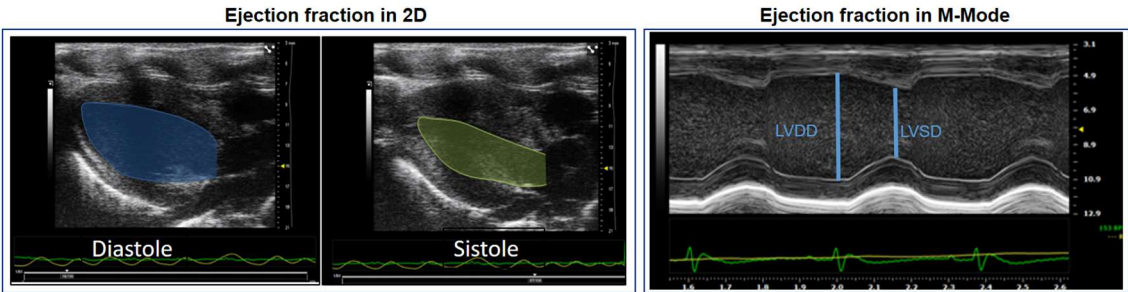 Ejection fraction in 2D
Diastole
Sistole
Ejection fraction in M-Mode
LVDD
LVSD
3.1
4.9
6.9
8.9
10.9
12.9
1.6 1.7 1.8 1.9 2.0 2.1 2.2 2.3 2.4 2.5 2.6